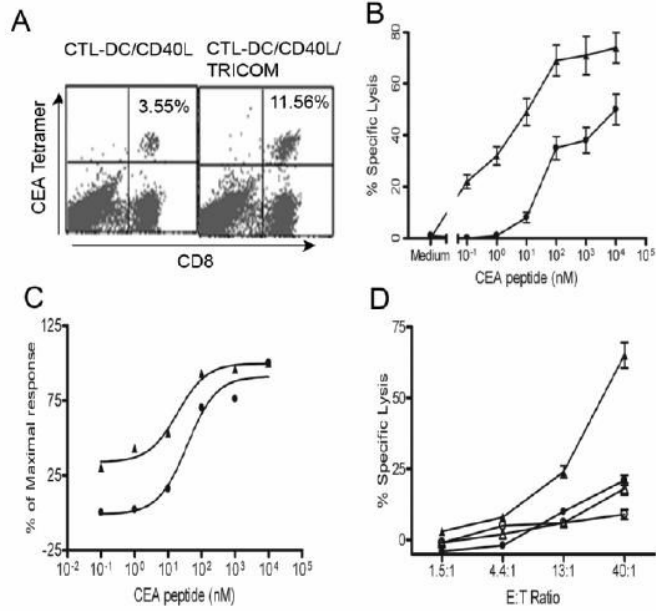 A
CTL-DC/CD40L
CTL-DC/CD40L/
TRICOM
3.55%
11.56%
CEA Tetramer
CD8
B
% Specific Lysis
80
60
40
20
0
Medium 10-1 100 101 102 103 104 105
CEA peptide (nM)
C
% of Maximal response
125
75
25
-25
10-2 10-1 100 101 102 103 104 105
CEA peptide (nM)
D
% Specific Lysis
75
50
25
0
1.5:1 4.4:1 13:1 40:1
E:T Ratio